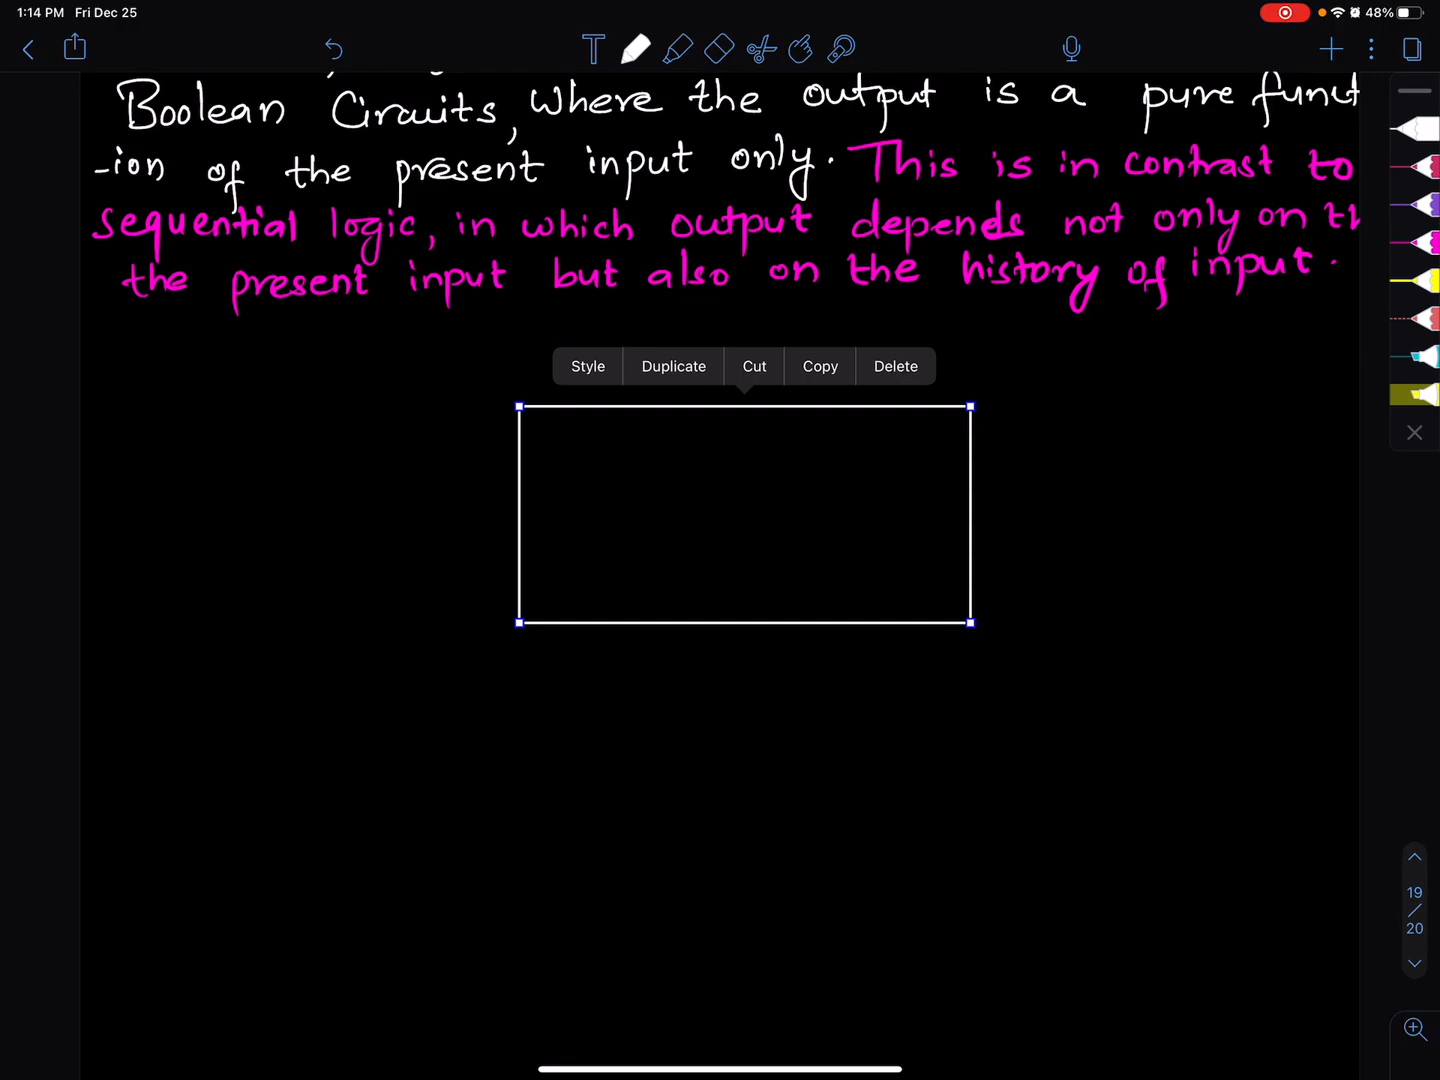 1:14 PM Fri Dec 25
48%
Boolean Circuits, where the output is a pure funct
-ion of the present input only. This is in contrast to
sequential logic, in which output depends not only on th
the present input but also on the history of input.
Style Duplicate Cut Copy Delete
19
/
20